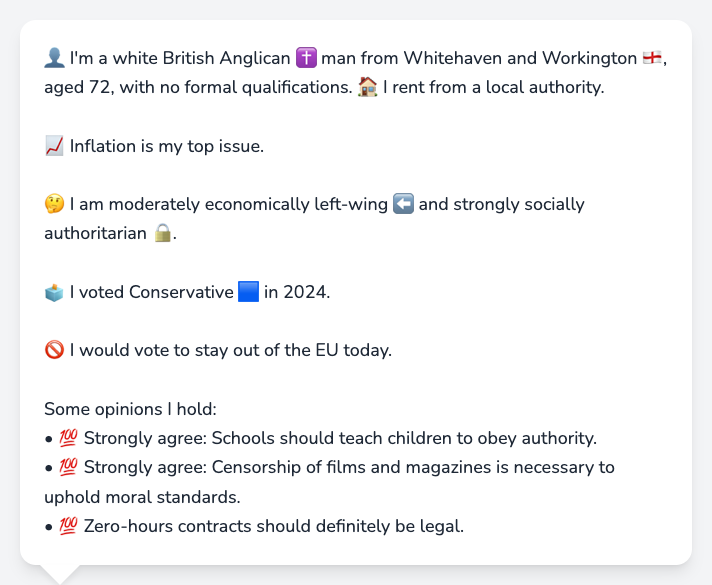 👤 I'm a white British Anglican ✝️ man from Whitehaven and Workington 🏴󠁧󠁢󠁥󠁮󠁧󠁿,
aged 72, with no formal qualifications. 🏠 I rent from a local authority.
📈 Inflation is my top issue.
🤔 I am moderately economically left-wing ⬅️ and strongly socially
authoritarian 🔒.
🗳️ I voted Conservative 🟦 in 2024.
🚫 I would vote to stay out of the EU today.
Some opinions I hold:
• 💯 Strongly agree: Schools should teach children to obey authority.
• 💯 Strongly agree: Censorship of films and magazines is necessary to
uphold moral standards.
• 💯 Zero-hours contracts should definitely be legal.